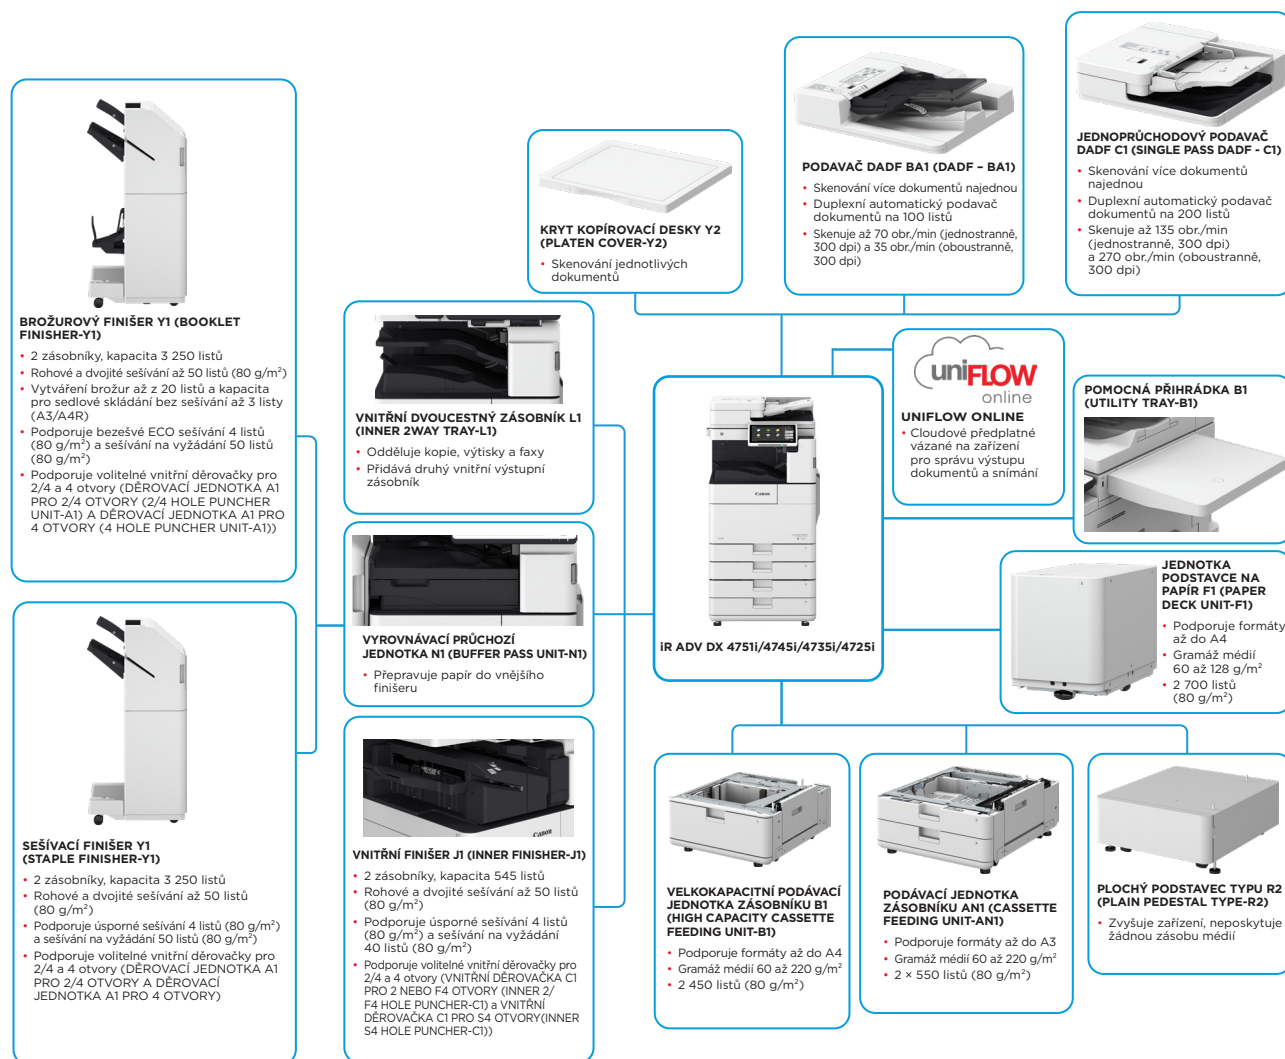 BROŽUROVÝ FINIŠER Y1 (BOOKLET
FINISHER-Y1)
• 2 zásobníky, kapacita 3 250 listů
• Rohové a dvojité sešívání až 50 listů (80 g/m²)
• Vytváření brožur až z 20 listů a kapacita
pro sedlové skládání bez sešívání až 3 listy
(A3/A4R)
• Podporuje bezešvé ECO sešívání 4 listů
(80 g/m²) a sešívání na vyžádání 50 listů
(80 g/m²)
• Podporuje volitelné vnitřní děrovačky pro
2/4 a 4 otvory (DĚROVACÍ JEDNOTKA A1
PRO 2/4 OTVORY (2/4 HOLE PUNCHER
UNIT-A1) A DĚROVACÍ JEDNOTKA A1 PRO
4 OTVORY (4 HOLE PUNCHER UNIT-A1))
SEŠÍVACÍ FINIŠER Y1
(STAPLE FINISHER-Y1)
• 2 zásobníky, kapacita 3 250 listů
• Rohové a dvojité sešívání až 50 listů
(80 g/m²)
• Podporuje úsporné sešívání 4 listů (80 g/m²)
a sešívání na vyžádání 50 listů (80 g/m²)
• Podporuje volitelné vnitřní děrovačky pro
2/4 a 4 otvory (DĚROVACÍ JEDNOTKA A1
PRO 2/4 OTVORY A DĚROVACÍ
JEDNOTKA A1 PRO 4 OTVORY)
VNITŘNÍ DVOUCESTNÝ ZÁSOBNÍK L1
(INNER 2WAY TRAY-L1)
• Odděluje kopie, výtisky a faxy
• Přidává druhý vnitřní výstupní
zásobník
VYROVNÁVACÍ PRŮCHOZÍ
JEDNOTKA N1 (BUFFER PASS UNIT-N1)
• Přepravuje papír do vnějšího
finišeru
Canon
VNITŘNÍ FINIŠER J1 (INNER FINISHER-J1)
• 2 zásobníky, kapacita 545 listů
• Rohové a dvojité sešívání až 50 listů
(80 g/m²)
• Podporuje úsporné sešívání 4 listů
(80 g/m²) a sešívání na vyžádání
40 listů (80 g/m²)
• Podporuje volitelné vnitřní děrovačky pro
2/4 a 4 otvory (VNITŘNÍ DĚROVAČKA C1
PRO 2 NEBO F4 OTVORY (INNER 2/
F4 HOLE PUNCHER-C1) a VNITŘNÍ
DĚROVAČKA C1 PRO S4 OTVORY(INNER
S4 HOLE PUNCHER-C1))
KRYT KOPÍROVACÍ DESKY Y2
(PLATEN COVER-Y2)
• Skenování jednotlivých
dokumentů
PODAVAČ DADF BA1 (DADF – BA1)
• Skenování více dokumentů najednou
• Duplexní automatický podavač
dokumentů na 100 listů
• Skenuje až 70 obr./min (jednostranně,
300 dpi) a 35 obr./min (oboustranně,
300 dpi)
JEDNOPRŮCHODOVÝ PODAVAČ
DADF C1 (SINGLE PASS DADF - C1)
• Skenování více dokumentů
najednou
• Duplexní automatický podavač
dokumentů na 200 listů
• Skenuje až 135 obr./min
(jednostranně, 300 dpi)
a 270 obr./min (oboustranně,
300 dpi)
Canon
iR ADV DX 4751i/4745i/4735i/4725i
uniFLOW
online
UNIFLOW ONLINE
• Cloudové předplatné
vázané na zařízení
pro správu výstupu
dokumentů a snímání
POMOCNÁ PŘIHRÁDKA B1
(UTILITY TRAY-B1)
JEDNOTKA
PODSTAVCE NA
PAPÍR F1 (PAPER
DECK UNIT-F1)
• Podporuje formáty
až do A4
• Gramáž médií
60 až 128 g/m²
• 2 700 listů
(80 g/m²)
VELKOKAPACITNÍ PODÁVACÍ
JEDNOTKA ZÁSOBNÍKU B1
(HIGH CAPACITY CASSETTE
FEEDING UNIT-B1)
• Podporuje formáty až do A4
• Gramáž médií 60 až 220 g/m²
• 2 450 listů (80 g/m²)
PODÁVACÍ JEDNOTKA
ZÁSOBNÍKU AN1 (CASSETTE
FEEDING UNIT-AN1)
• Podporuje formáty až do A3
• Gramáž médií 60 až 220 g/m²
• 2 × 550 listů (80 g/m²)
PLOCHÝ PODSTAVEC TYPU R2
(PLAIN PEDESTAL TYPE-R2)
• Zvyšuje zařízení, neposkytuje
žádnou zásobu médií